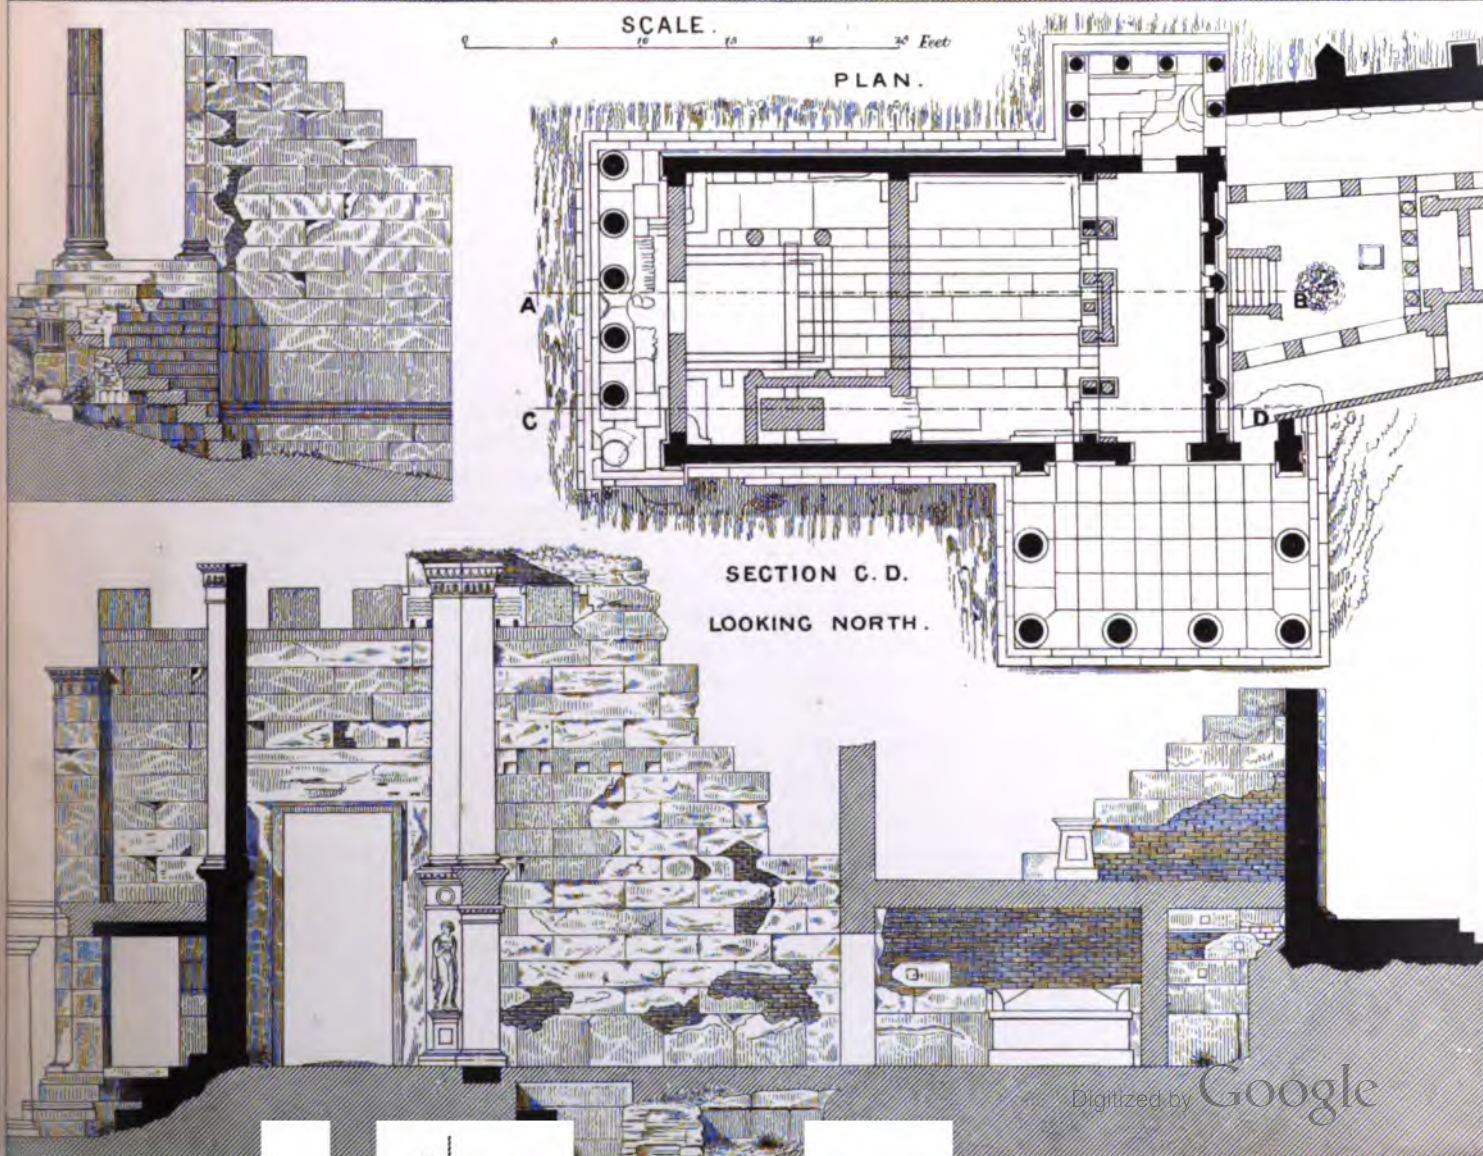 SCALE.
0 5 10 15 20 25 Feet
PLAN.
A
B
C
D
SECTION C.D.
LOOKING NORTH.
Digitized by Google